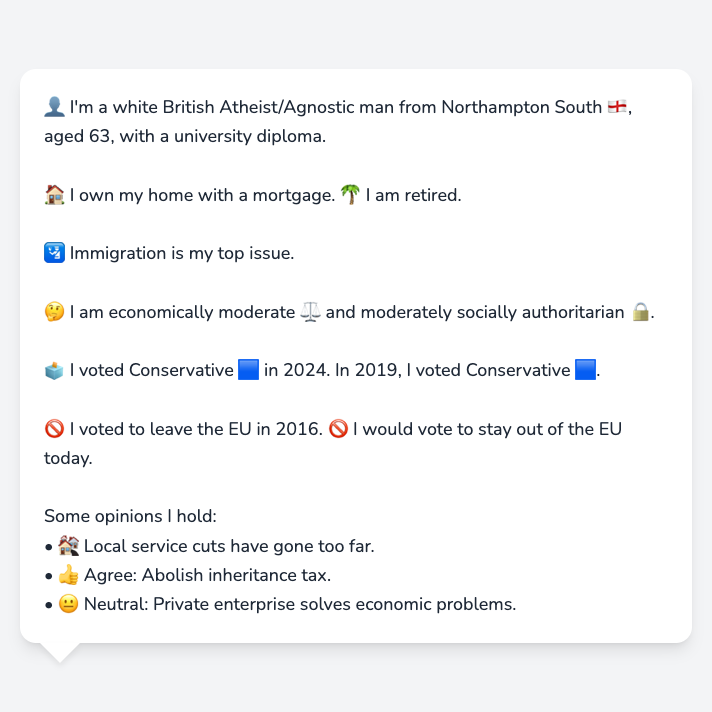 👤 I'm a white British Atheist/Agnostic man from Northampton South 🏴󠁧󠁢󠁥󠁮󠁧󠁿,
aged 63, with a university diploma.
🏠 I own my home with a mortgage. 🌴 I am retired.
🛂 Immigration is my top issue.
🤔 I am economically moderate ⚖️ and moderately socially authoritarian 🔒.
🗳️ I voted Conservative 🟦 in 2024. In 2019, I voted Conservative 🟦.
🚫 I voted to leave the EU in 2016. 🚫 I would vote to stay out of the EU
today.
Some opinions I hold:
• 🏚️ Local service cuts have gone too far.
• 👍 Agree: Abolish inheritance tax.
• 😐 Neutral: Private enterprise solves economic problems.